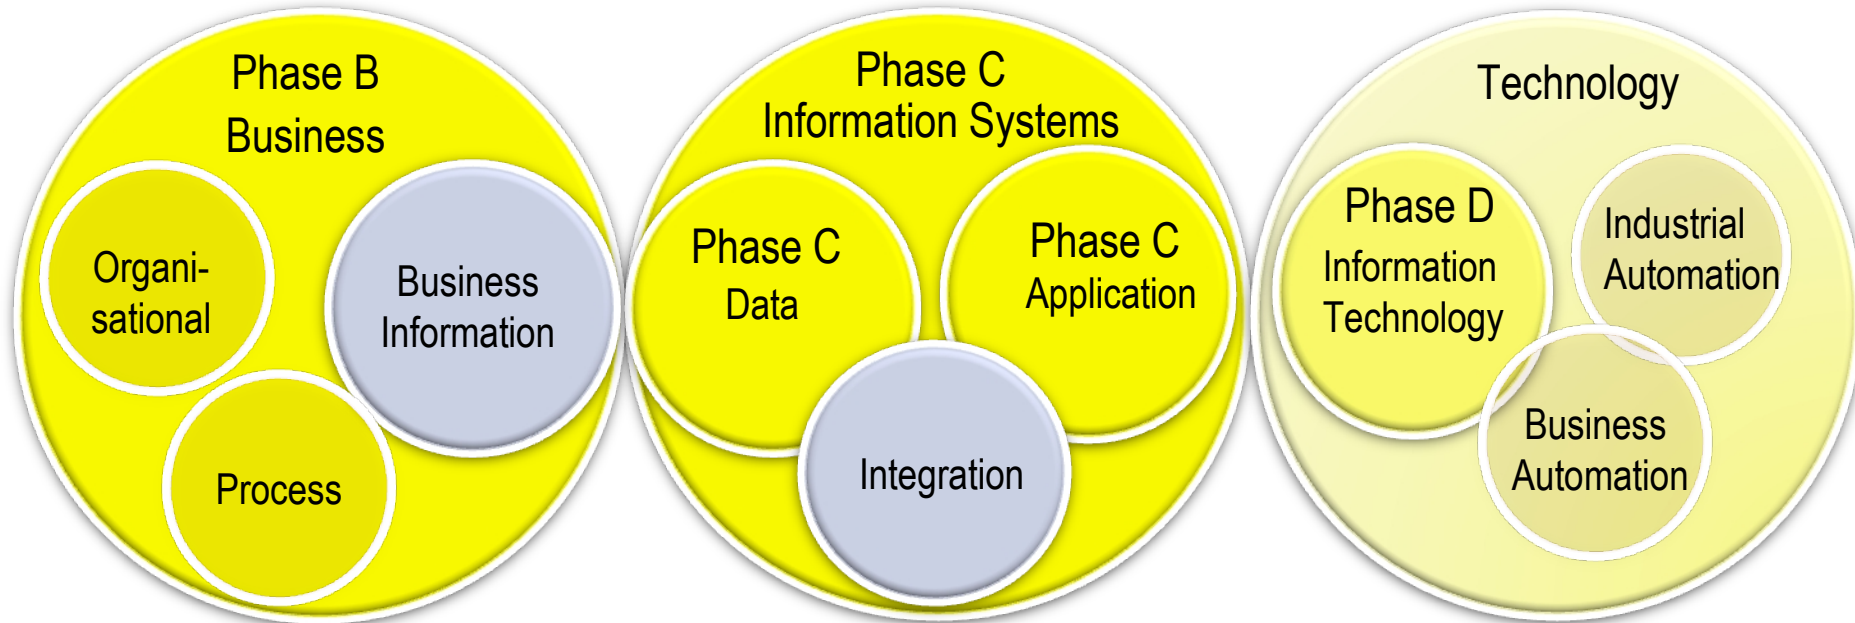 Phase B
Business
Organi-
sational
Business
Information
Process
Phase C
Information Systems
Phase C
Data
Phase C
Application
Integration
Technology
Phase D
Information
Technology
Industrial
Automation
Business
Automation